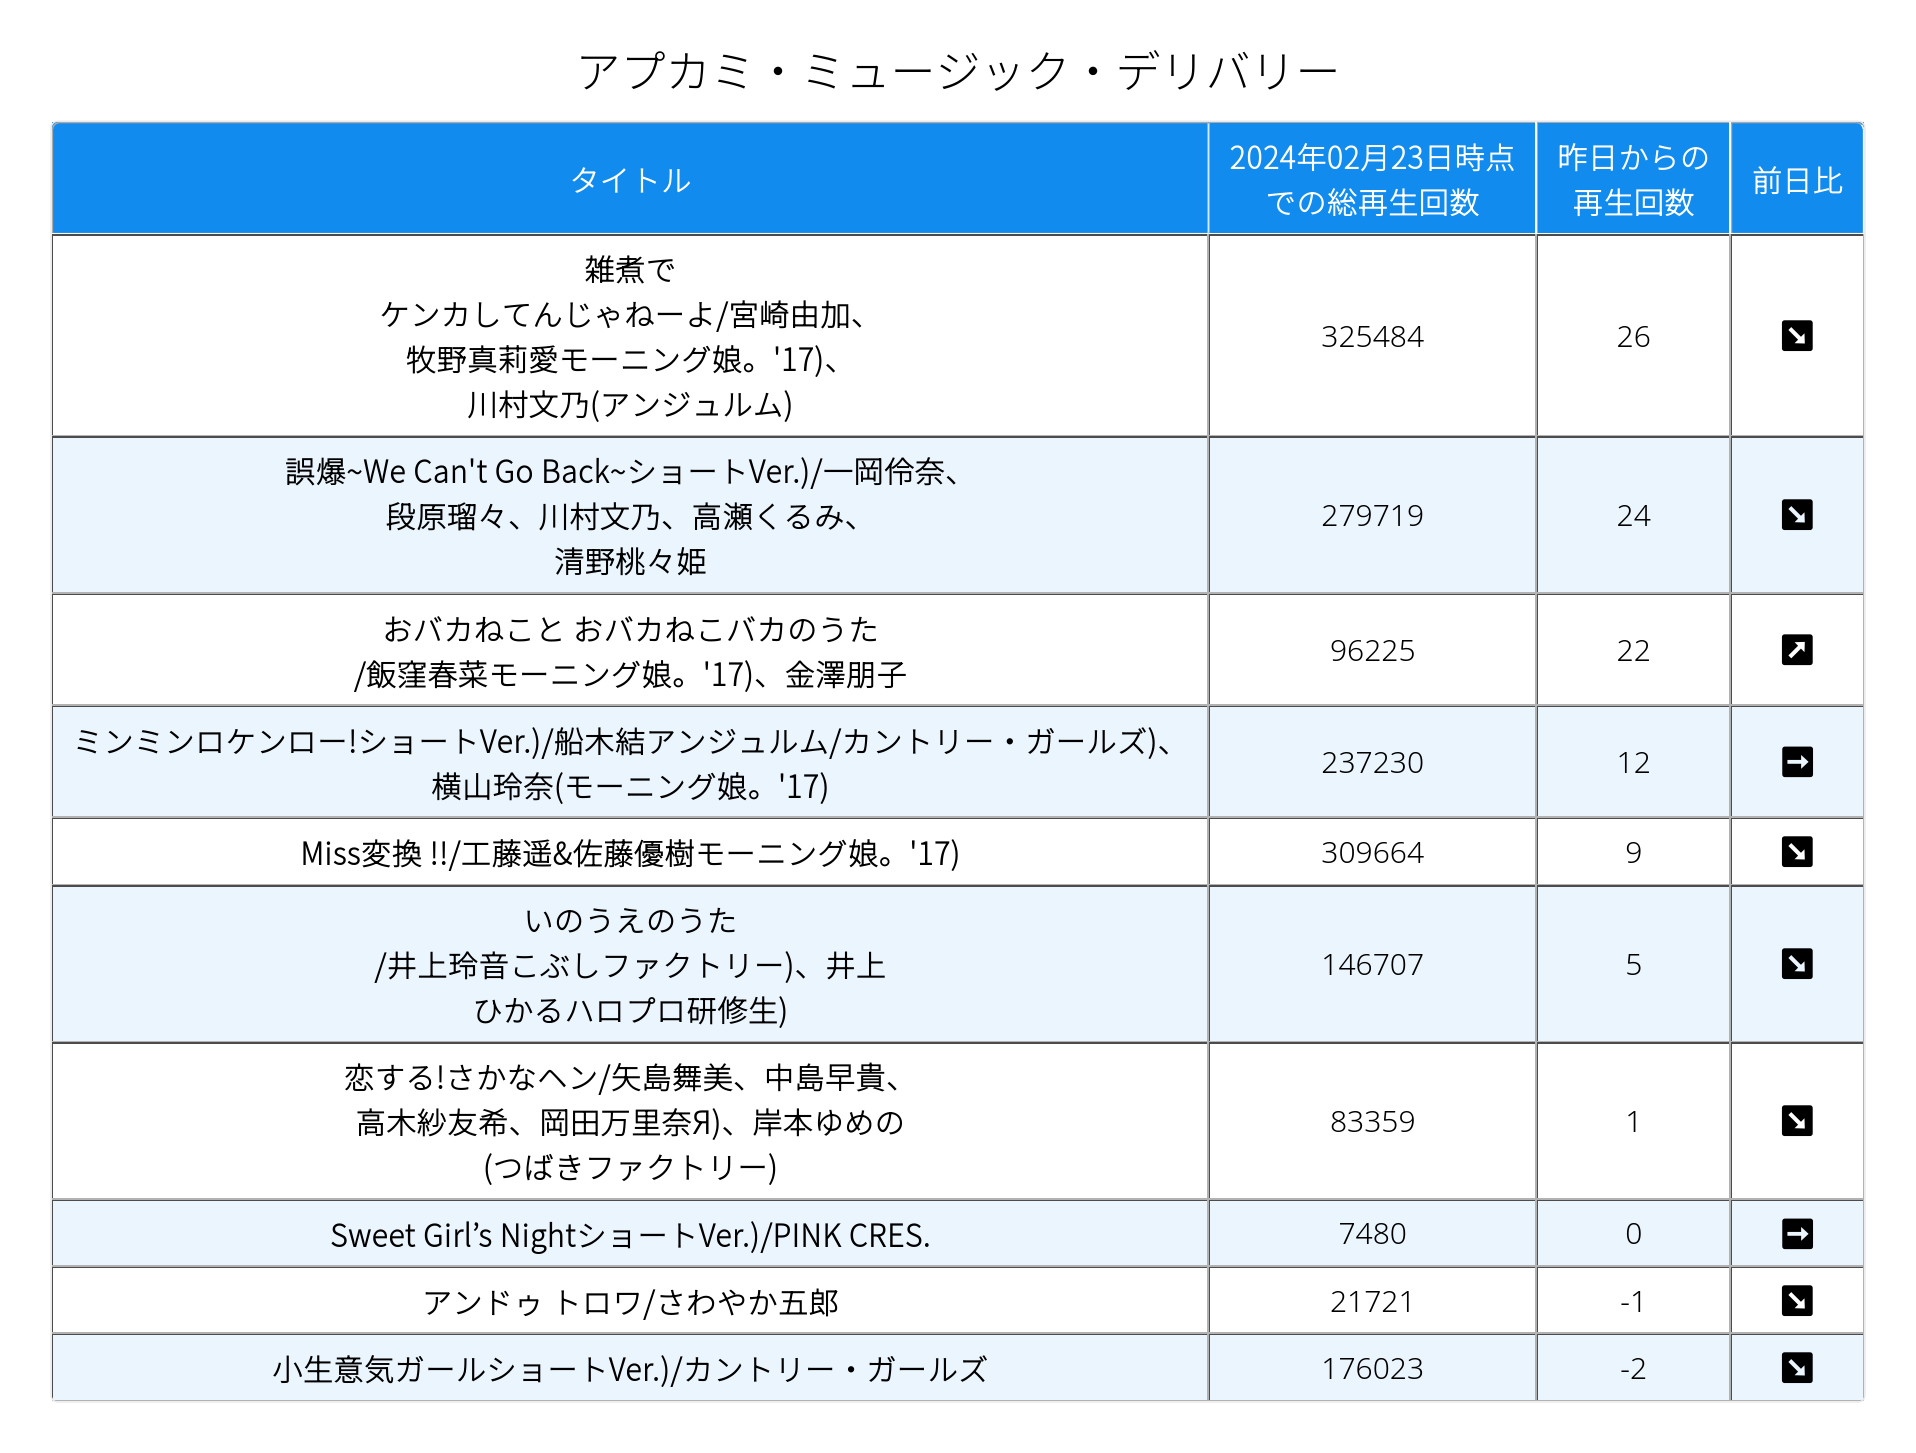 アプカミ・ミュージック・デリバリー
タイトル
2024年02月23日時点
での総再生回数
昨日からの
再生回数
前日比
雑煮で
ケンカしてんじゃねーよ/宮崎由加、
牧野真莉愛モーニング娘。'17)、
川村文乃(アンジュルム)
325484
26
誤爆~We Can't Go Back~ショートVer.)/一岡伶奈、
段原瑠々、川村文乃、高瀬くるみ、
清野桃々姫
279719
24
おバカねこと おバカねこバカのうた
/飯窪春菜モーニング娘。'17)、金澤朋子
96225
22
ミンミンロケンロー!ショートVer.)/船木結アンジュルム/カントリー・ガールズ)、
横山玲奈(モーニング娘。'17)
237230
12
Miss変換 !!/工藤遥&佐藤優樹モーニング娘。'17)
309664
9
いのうえのうた
/井上玲音こぶしファクトリー)、井上
ひかるハロプロ研修生)
146707
5
恋する!さかなヘン/矢島舞美、中島早貴、
高木紗友希、岡田万里奈Я)、岸本ゆめの
(つばきファクトリー)
83359
1
Sweet Girl’s NightショートVer.)/PINK CRES.
7480
0
アンドゥ トロワ/さわやか五郎
21721
-1
小生意気ガールショートVer.)/カントリー・ガールズ
176023
-2